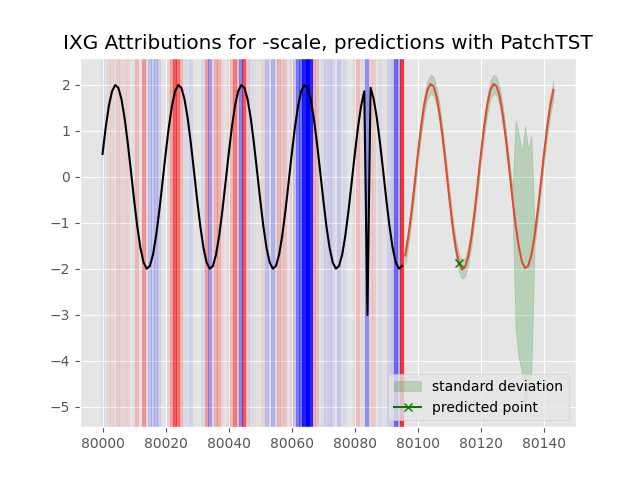 IXG Attributions for -scale, predictions with PatchTST
2
1
0
−1
−2
−3
−4
−5
standard deviation
predicted point
80000 80020 80040 80060 80080 80100 80120 80140